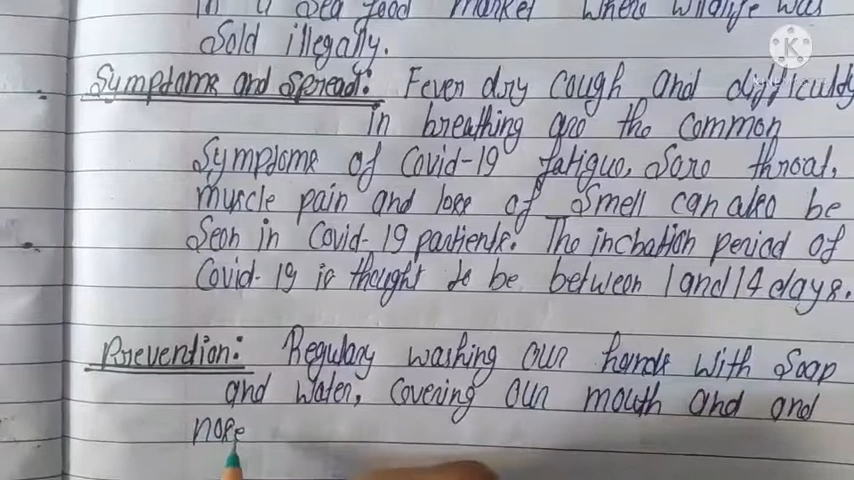 in a sea food market where wildlife was
sold illegally.
Symptoms and Spread: Fever dry cough and difficulty
in breathing are the common
Symptoms of Covid-19 fatigue, Sore throat,
muscle pain and loss of Smell can also be
Seen in Covid-19 patients. The incbation period of
Covid-19 is thought to be between 1 and 14 days.
Prevention: Regulary washing our hands with Soap
and water, Covering our mouth and and
nose
K